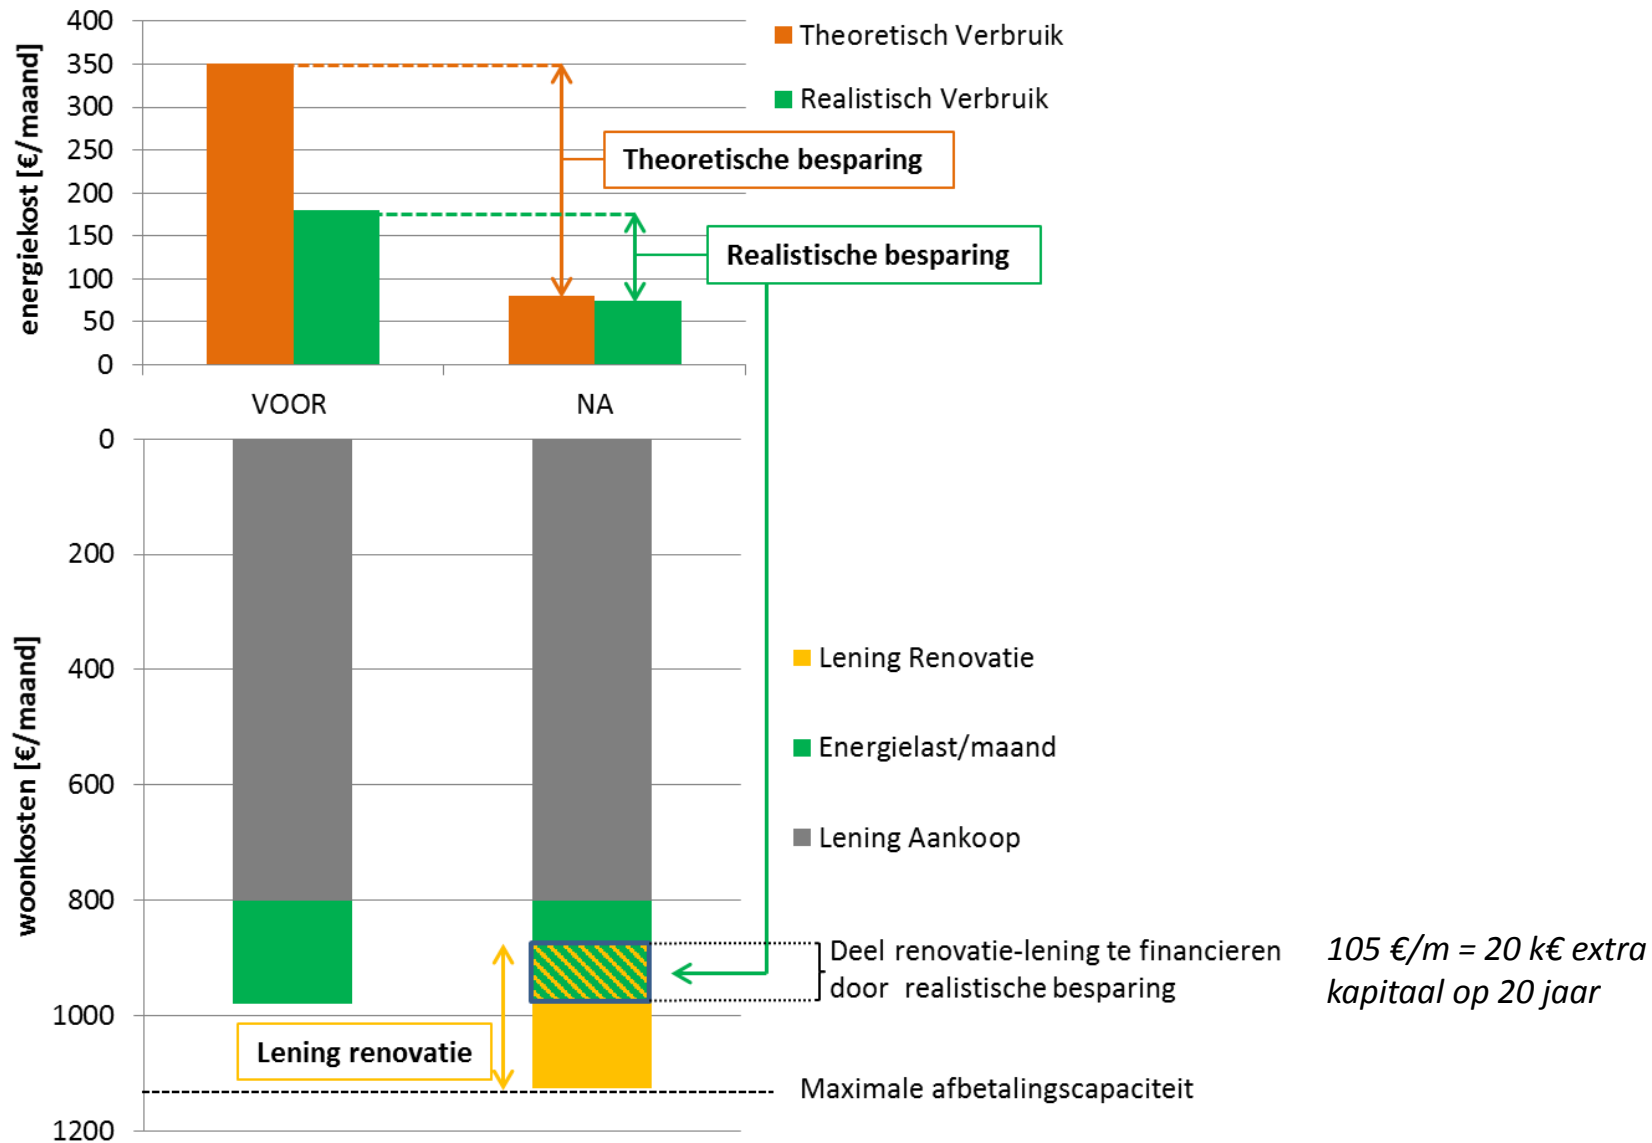 energiekost [€/maand]
400
350
300
250
200
150
100
50
0
Theoretisch Verbruik
Realistisch Verbruik
Theoretische besparing
Realistische besparing
VOOR
NA
woonkosten [€/maand]
0
200
400
600
800
1000
1200
Lening Renovatie
Energielast/maand
Lening Aankoop
Deel renovatie-lening te financieren
door realistische besparing
105 €/m = 20 k€ extra
kapitaal op 20 jaar
Lening renovatie
Maximale afbetalingscapaciteit